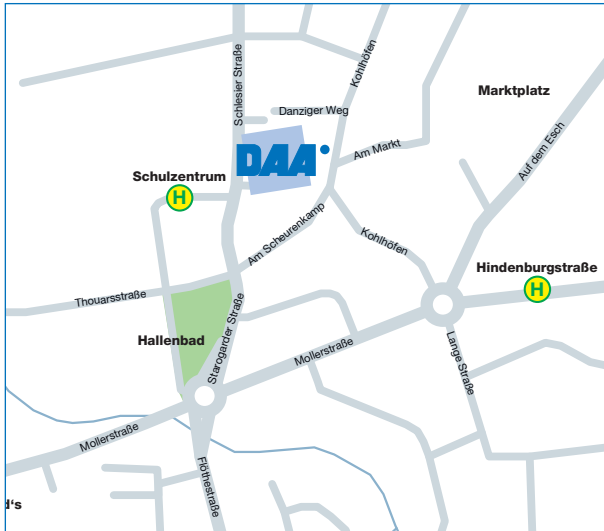 Schlesier Straße
Kohlhöfen
Danziger Weg
Marktplatz
Auf dem Esch
DAA
Am Markt
Schulzentrum
H
Am Scheurenkamp
Kohlhöfen
Hindenburgstraße
H
Thouarsstraße
Starogarder Straße
Hallenbad
Mollerstraße
Lange Straße
Mollerstraße
Flöthestraße
d's